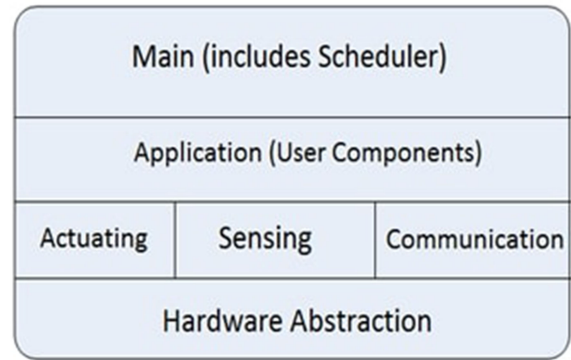 Main (includes Scheduler)
Application (User Components)
Actuating
Sensing
Communication
Hardware Abstraction